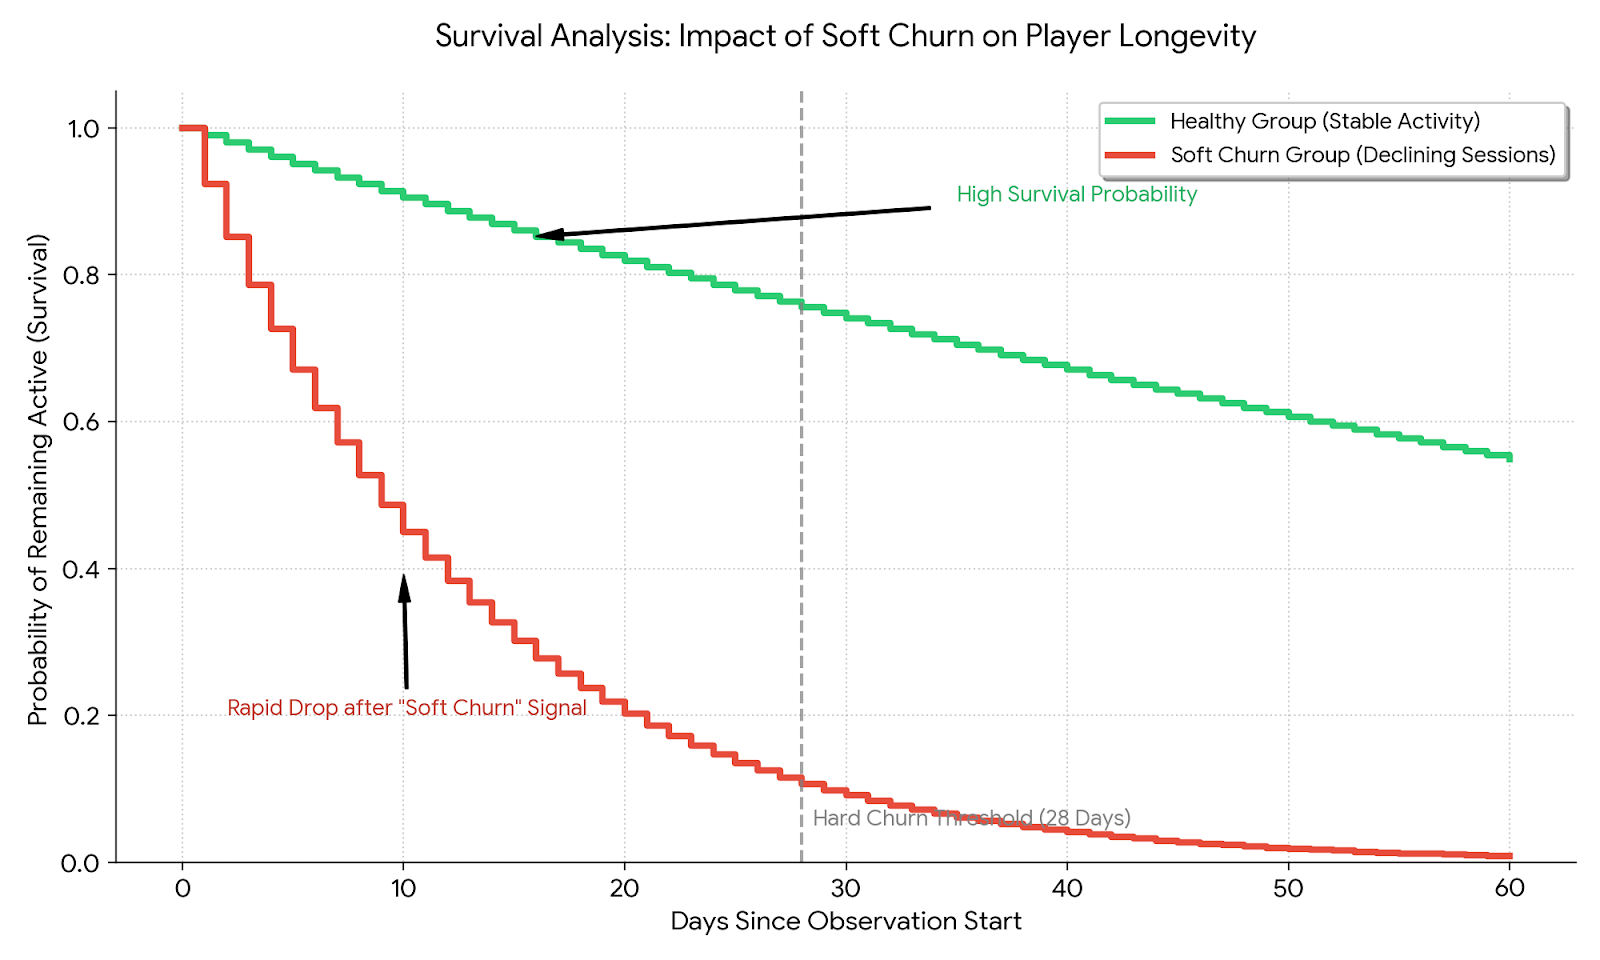 Survival Analysis: Impact of Soft Churn on Player Longevity
Healthy Group (Stable Activity)
Soft Churn Group (Declining Sessions)
High Survival Probability
Rapid Drop after "Soft Churn" Signal
Hard Churn Threshold (28 Days)
Probability of Remaining Active (Survival)
1.0
0.8
0.6
0.4
0.2
0.0
0 10 20 30 40 50 60
Days Since Observation Start